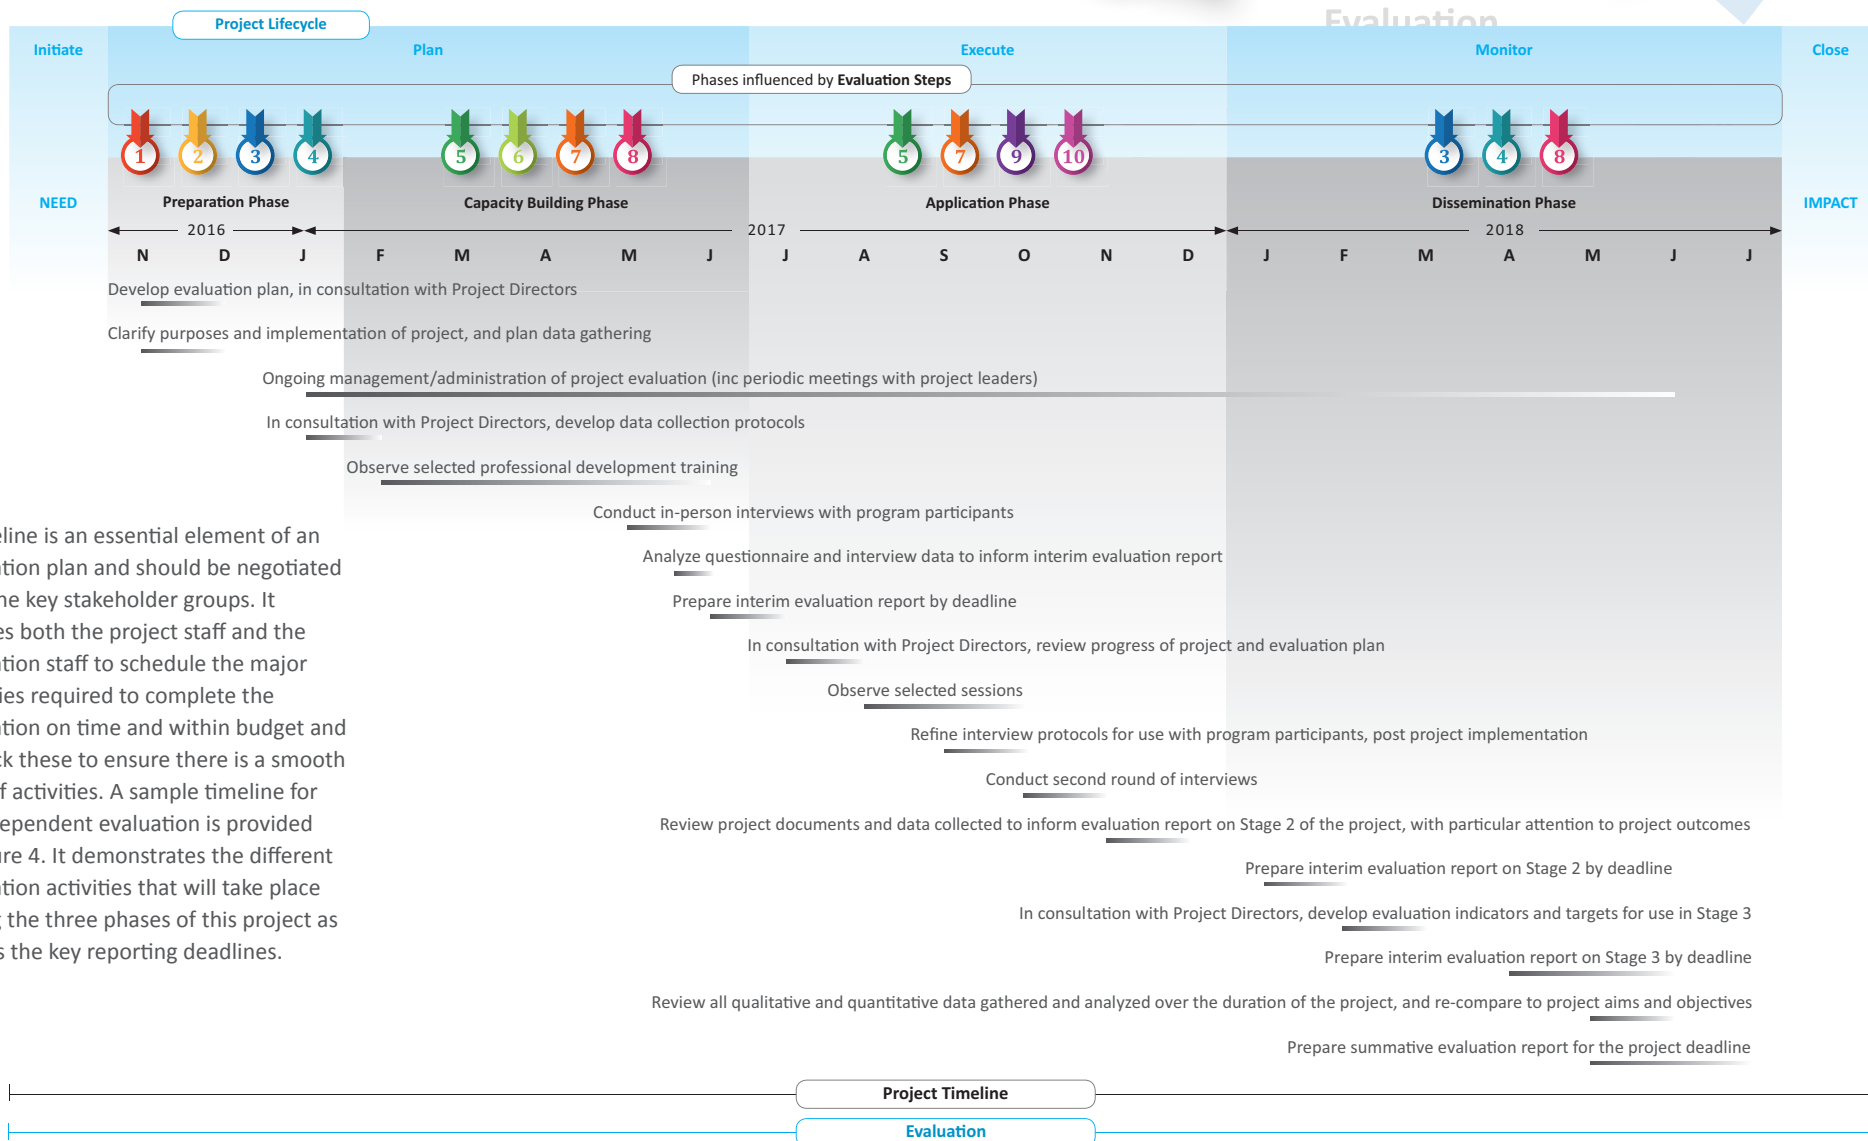 Evaluation
Project Lifecycle
Initiate Plan Execute Monitor Close
Phases influenced by Evaluation Steps
1 2 3 4 5 6 7 8 5 7 9 10 3 4 8
NEED Preparation Phase Capacity Building Phase Application Phase Dissemination Phase IMPACT
2016 2017 2018
N D J F M A M J J A S O N D J F M A M J J
Develop evaluation plan, in consultation with Project Directors
Clarify purposes and implementation of project, and plan data gathering
Ongoing management/administration of project evaluation (inc periodic meetings with project leaders)
In consultation with Project Directors, develop data collection protocols
Observe selected professional development training
Conduct in-person interviews with program participants
Analyze questionnaire and interview data to inform interim evaluation report
Prepare interim evaluation report by deadline
In consultation with Project Directors, review progress of project and evaluation plan
Observe selected sessions
Refine interview protocols for use with program participants, post project implementation
Conduct second round of interviews
Review project documents and data collected to inform evaluation report on Stage 2 of the project, with particular attention to project outcomes
Prepare interim evaluation report on Stage 2 by deadline
In consultation with Project Directors, develop evaluation indicators and targets for use in Stage 3
Prepare interim evaluation report on Stage 3 by deadline
Review all qualitative and quantitative data gathered and analyzed over the duration of the project, and re-compare to project aims and objectives
Prepare summative evaluation report for the project deadline
eline is an essential element of an
ation plan and should be negotiated
he key stakeholder groups. It
es both the project staff and the
ation staff to schedule the major
ies required to complete the
ation on time and within budget and
ck these to ensure there is a smooth
f activities. A sample timeline for
dependent evaluation is provided
ure 4. It demonstrates the different
ation activities that will take place
g the three phases of this project as
s the key reporting deadlines.
Project Timeline
Evaluation